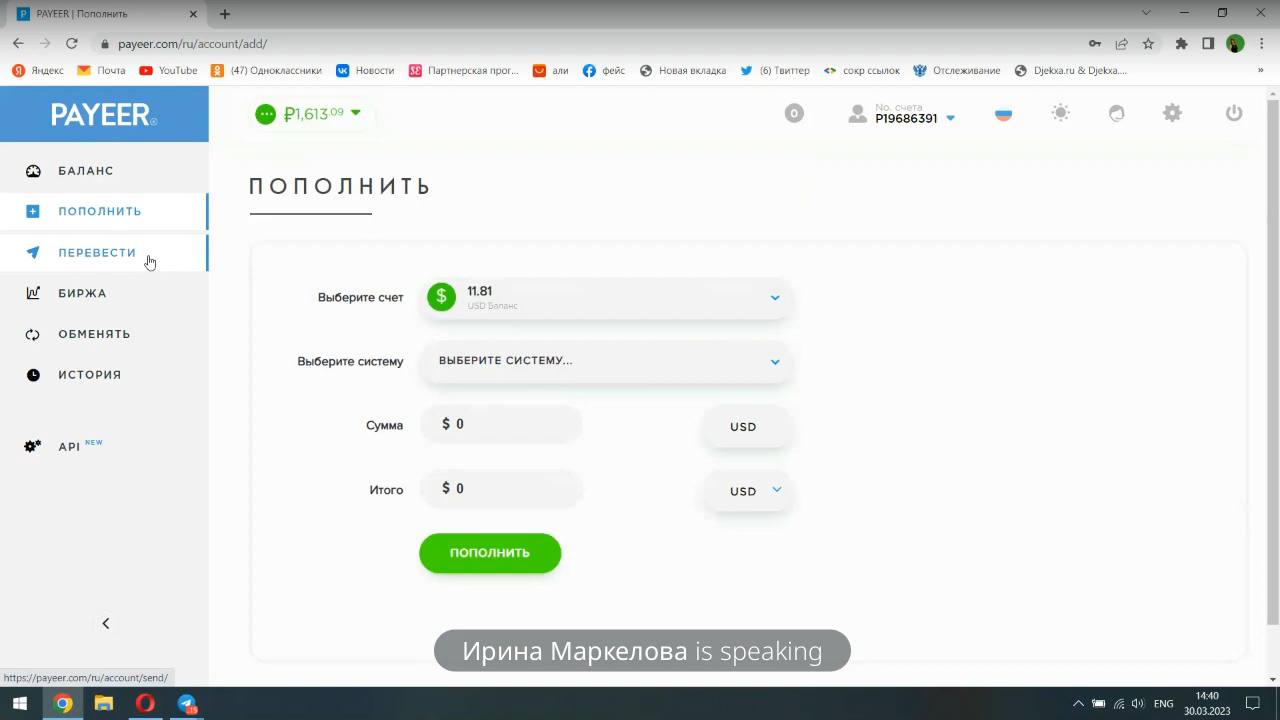 PAYEER | Пополнить
payeer.com/ru/account/add/
Яндекс
Почта
YouTube
(47) Одноклассники
Новости
Партнерская прог...
али
фейс
Новая вкладка
(6) Твиттер
сокр ссылок
Отслеживание
Djekxa.ru & Djekxa....
»
PAYEER®
₽1,613.09
0
No. счета
P19686391
БАЛАНС
ПОПОЛНИТЬ
ПЕРЕВЕСТИ
БИРЖА
ОБМЕНЯТЬ
ИСТОРИЯ
API NEW
ПОПОЛНИТЬ
Выберите счет
$
11.81
USD Баланс
Выберите систему
ВЫБЕРИТЕ СИСТЕМУ...
Сумма
$ 0
USD
Итого
$ 0
USD
ПОПОЛНИТЬ
Ирина Маркелова is speaking
https://payeer.com/ru/account/send/
ENG
14:40
30.03.2023